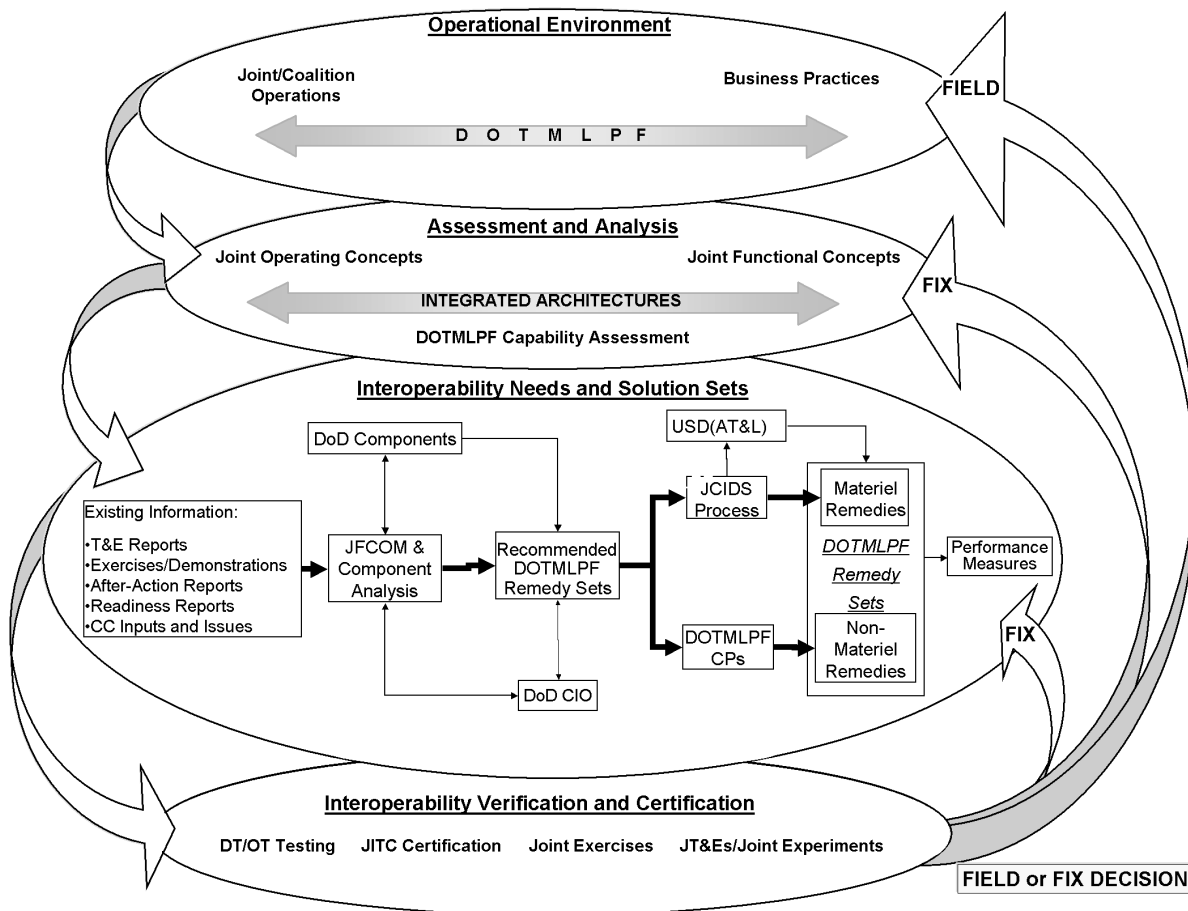 Operational Environment
Joint/Coalition
Operations
Business Practices
FIELD
D O T M L P F
Assessment and Analysis
Joint Operating Concepts
Joint Functional Concepts
FIX
INTEGRATED ARCHITECTURES
DOTMLPF Capability Assessment
Interoperability Needs and Solution Sets
DoD Components
USD(AT&L)
Existing Information:
•T&E Reports
•Exercises/Demonstrations
•After-Action Reports
•Readiness Reports
•CC Inputs and Issues
JFCOM &
Component
Analysis
Recommended
DOTMLPF
Remedy Sets
JCIDS
Process
Materiel
Remedies
DOTMLPF
Remedy
Sets
Non-
Materiel
Remedies
Performance
Measures
DOTMLPF
CPs
DoD CIO
FIX
Interoperability Verification and Certification
DT/OT Testing
JITC Certification
Joint Exercises
JT&Es/Joint Experiments
FIELD or FIX DECISION